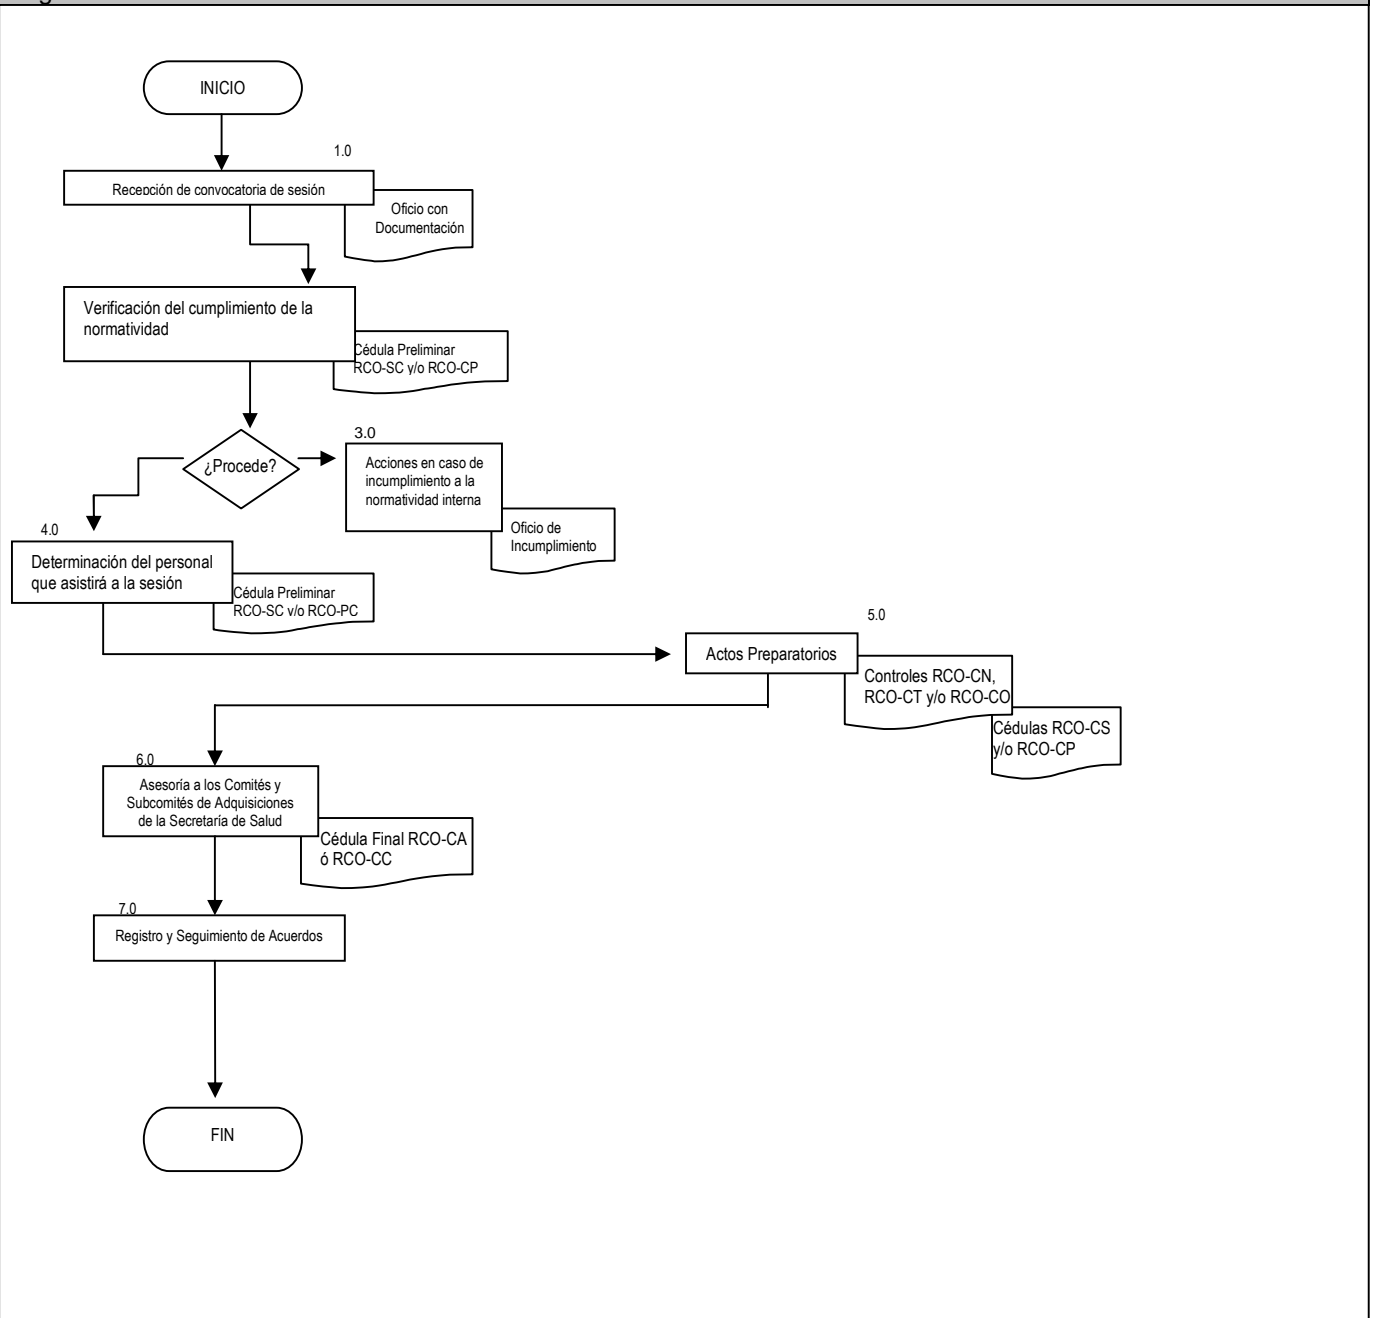 INICIO
1.0
Recepción de convocatoria de sesión
Oficio con
Documentación
Verificación del cumplimiento de la
normatividad
Cédula Preliminar
RCO-SC y/o RCO-CP
¿Procede?
3.0
Acciones en caso de
incumplimiento a la
normatividad interna
Oficio de
Incumplimiento
4.0
Determinación del personal
que asistirá a la sesión
Cédula Preliminar
RCO-SC y/o RCO-PC
5.0
Actos Preparatorios
Controles RCO-CN,
RCO-CT y/o RCO-CO
Cédulas RCO-CS
y/o RCO-CP
6.0
Asesoría a los Comités y
Subcomités de Adquisiciones
de la Secretaría de Salud
Cédula Final RCO-CA
ó RCO-CC
7.0
Registro y Seguimiento de Acuerdos
FIN